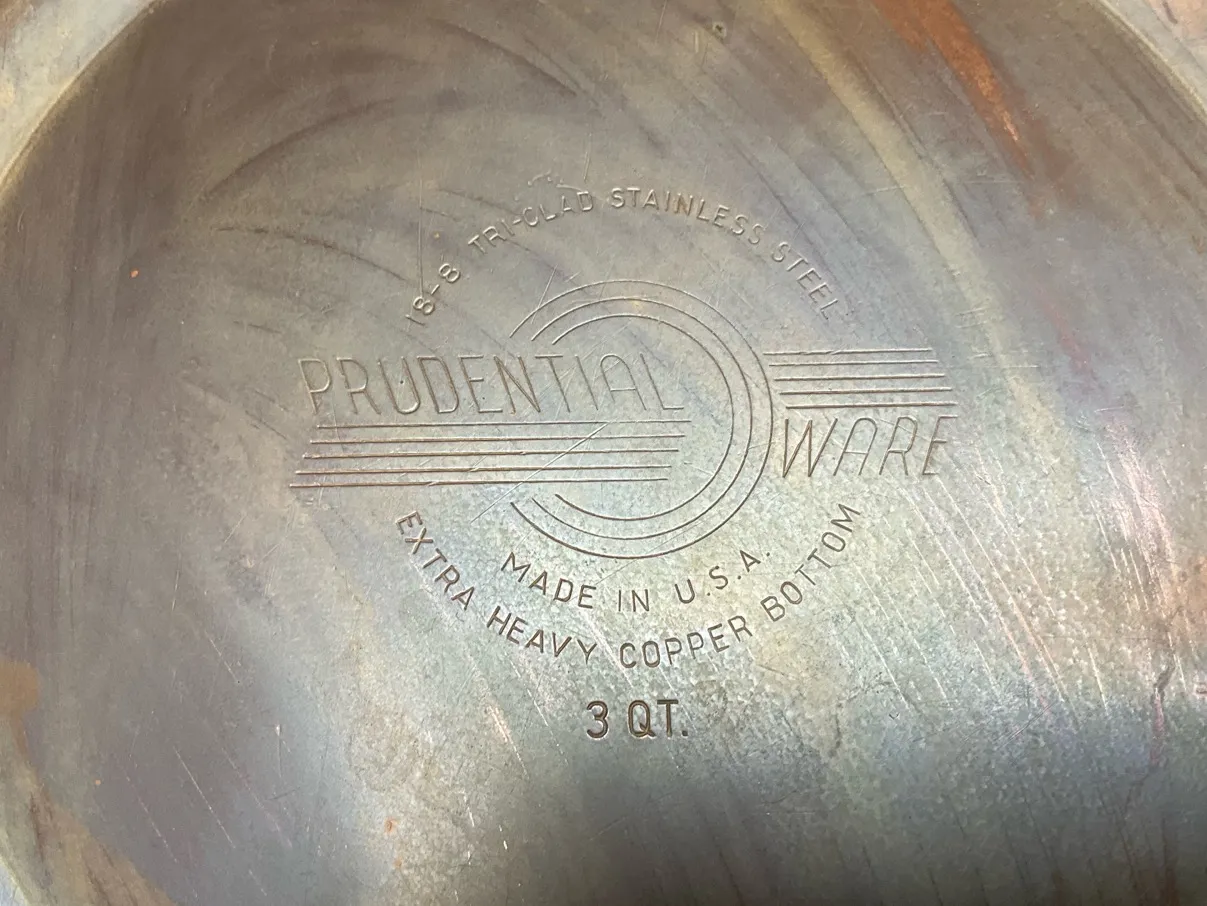 18-8 TRI-CLAD STAINLESS STEEL
PRUDENTIAL
WARE
MADE IN U.S.A.
EXTRA HEAVY COPPER BOTTOM
3 QT.